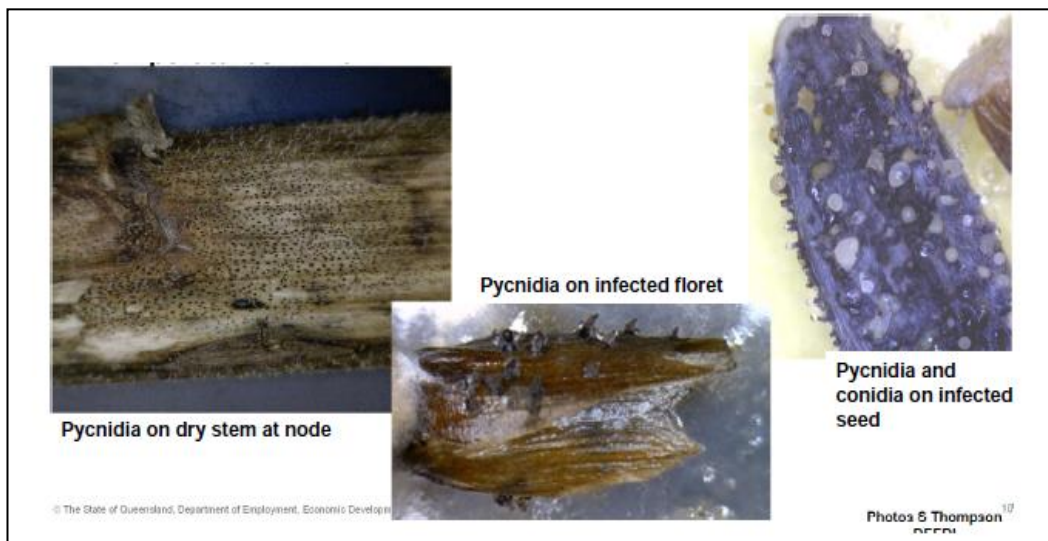 Pycnidia on infected floret
Pycnidia and
conidia on infected
seed
Pycnidia on dry stem at node
© The State of Queensland, Department of Employment, Economic
10
Photos S Thompson